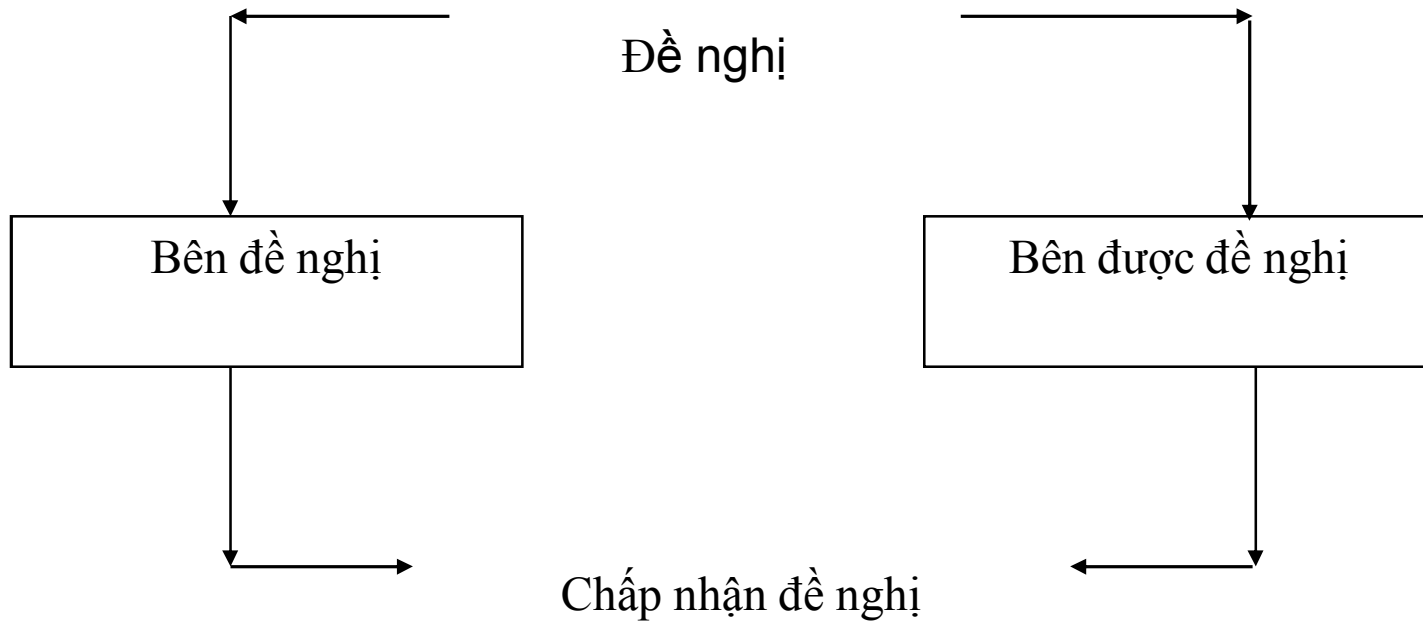 Đề nghị
Bên đề nghị
Bên được đề nghị
Chấp nhận đề nghị